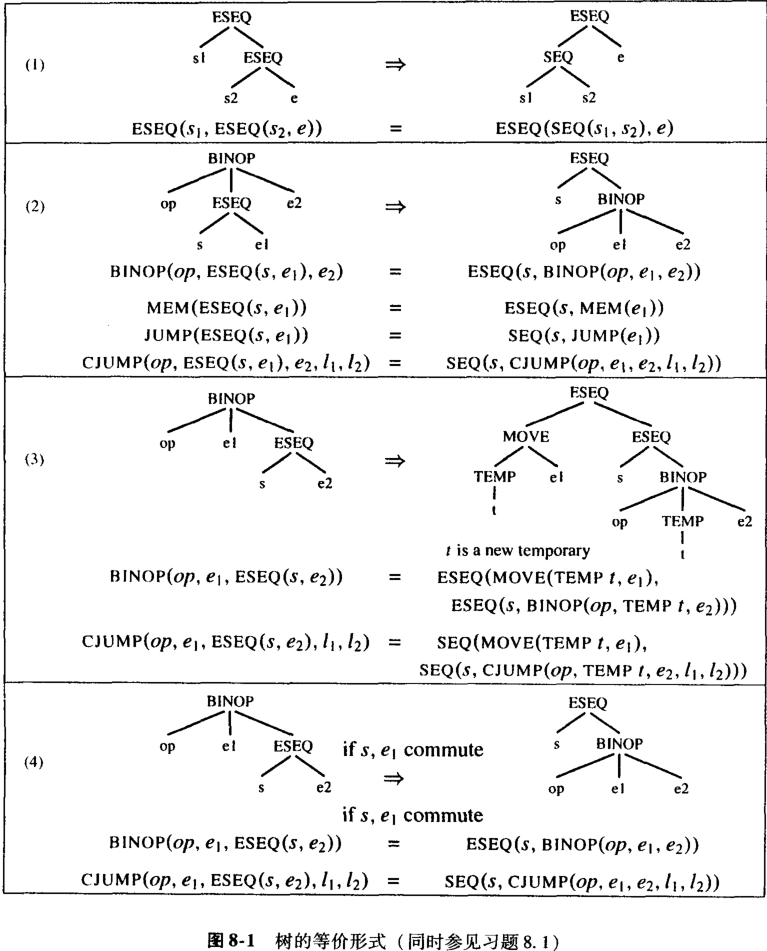 ESEQ ESEQ
(1) s1 ESEQ ⇒ SEQ e
s2 e s1 s2
ESEQ(s₁, ESEQ(s₂, e)) = ESEQ(SEQ(s₁, s₂), e)
BINOP ESEQ
(2) op ESEQ e2 ⇒ s BINOP
s e1 op e1 e2
BINOP(op, ESEQ(s, e₁), e₂) = ESEQ(s, BINOP(op, e₁, e₂))
MEM(ESEQ(s, e₁)) = ESEQ(s, MEM(e₁))
JUMP(ESEQ(s, e₁)) = SEQ(s, JUMP(e₁))
CJUMP(op, ESEQ(s, e₁), e₂, l₁, l₂) = SEQ(s, CJUMP(op, e₁, e₂, l₁, l₂))
BINOP ESEQ
op e1 ESEQ MOVE ESEQ
(3) s e2 ⇒ TEMP e1 s BINOP
t op TEMP e2
t
t is a new temporary
BINOP(op, e₁, ESEQ(s, e₂)) = ESEQ(MOVE(TEMP t, e₁),
ESEQ(s, BINOP(op, TEMP t, e₂)))
CJUMP(op, e₁, ESEQ(s, e₂), l₁, l₂) = SEQ(MOVE(TEMP t, e₁),
SEQ(s, CJUMP(op, TEMP t, e₂, l₁, l₂)))
BINOP ESEQ
(4) op e1 ESEQ if s, e₁ commute s BINOP
s e2 ⇒ op e1 e2
if s, e₁ commute
BINOP(op, e₁, ESEQ(s, e₂)) = ESEQ(s, BINOP(op, e₁, e₂))
CJUMP(op, e₁, ESEQ(s, e₂), l₁, l₂) = SEQ(s, CJUMP(op, e₁, e₂, l₁, l₂))
图8-1 树的等价形式（同时参见习题8.1）